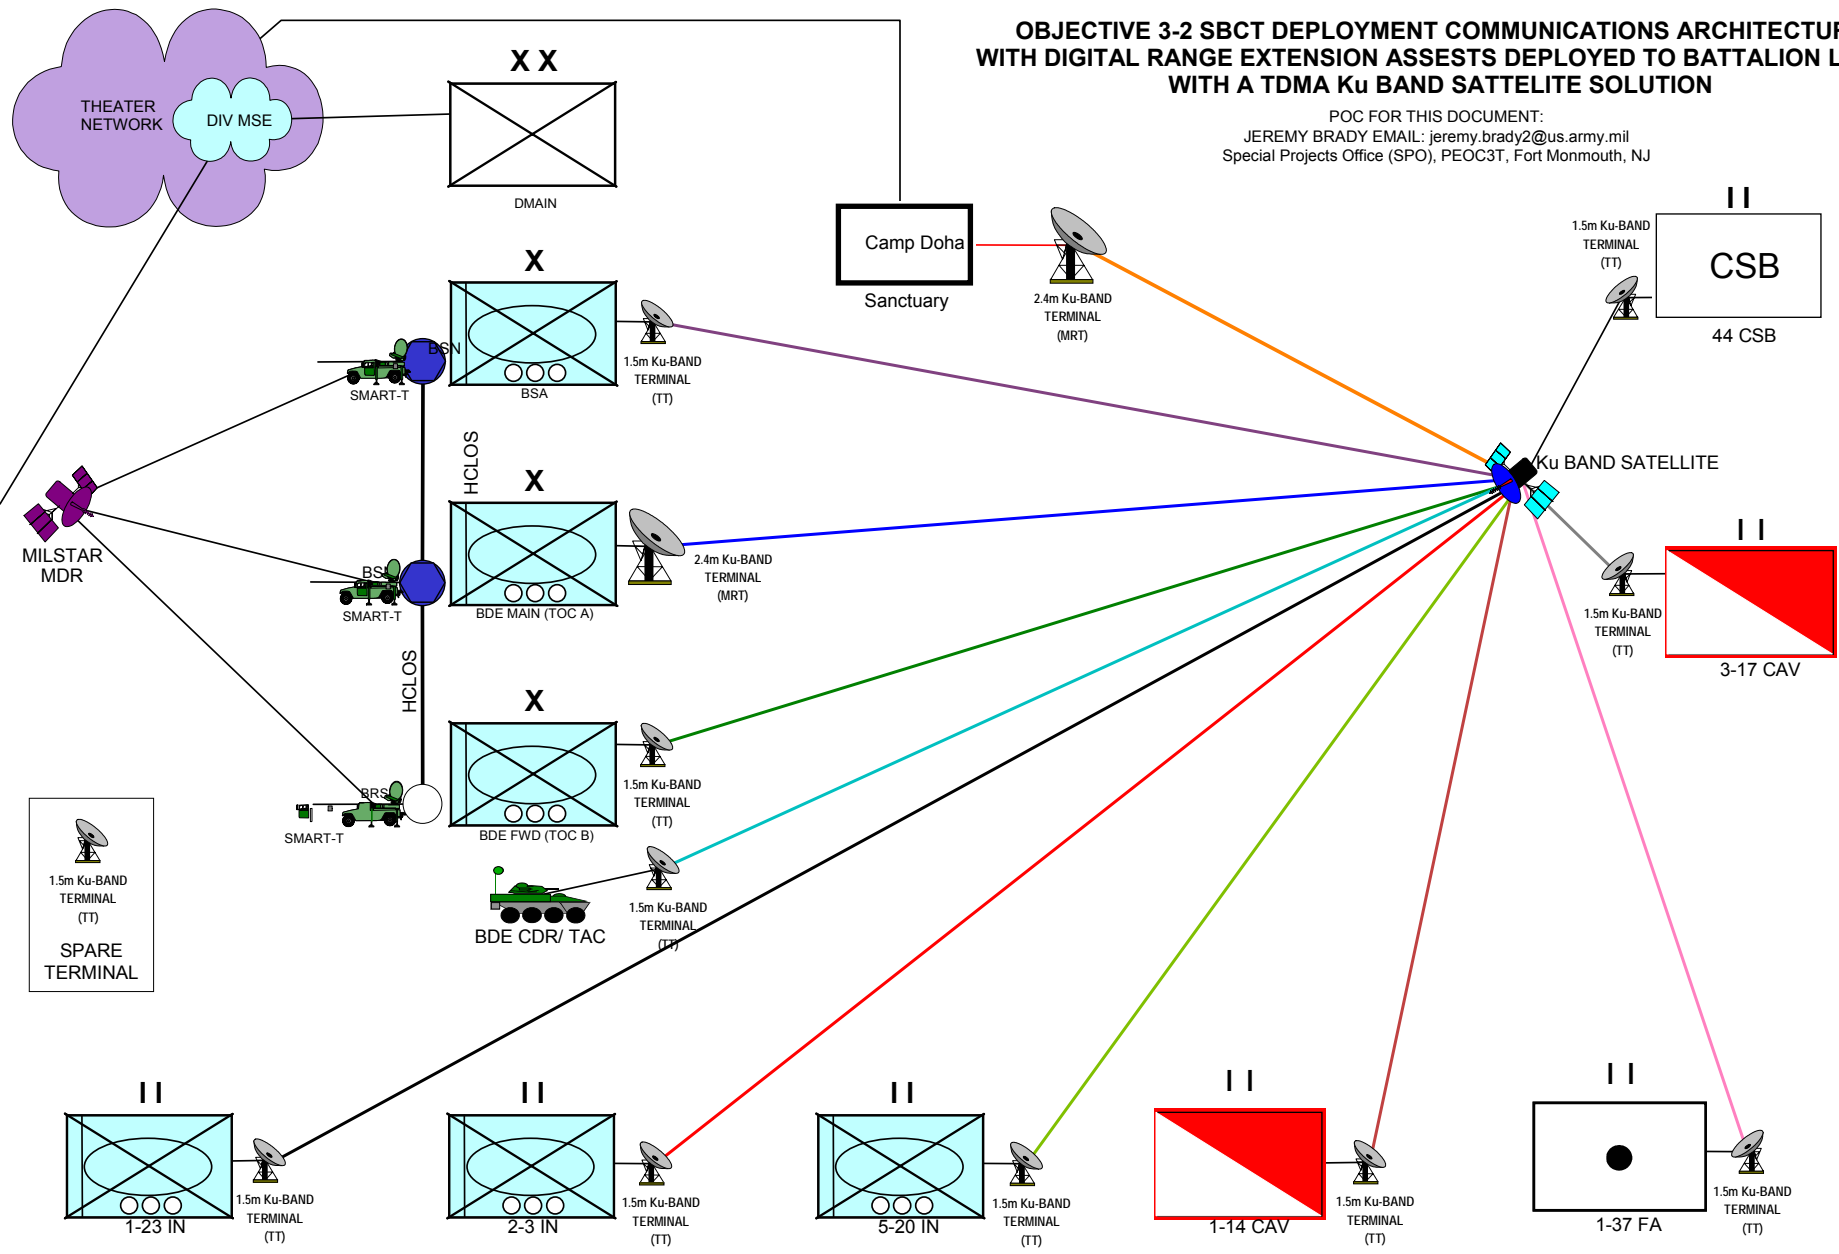 OBJECTIVE 3-2 SBCT DEPLOYMENT COMMUNICATIONS ARCHITECTUR
WITH DIGITAL RANGE EXTENSION ASSESTS DEPLOYED TO BATTALION L
WITH A TDMA Ku BAND SATTELITE SOLUTION
POC FOR THIS DOCUMENT:
JEREMY BRADY EMAIL: jeremy.brady2@us.army.mil
Special Projects Office (SPO), PEOC3T, Fort Monmouth, NJ
THEATER
NETWORK
DIV MSE
X X
DMAIN
Camp Doha
Sanctuary
2.4m Ku-BAND
TERMINAL
(MRT)
I I
1.5m Ku-BAND
TERMINAL
(TT)
CSB
44 CSB
X
BSN
SMART-T
BSA
1.5m Ku-BAND
TERMINAL
(TT)
HCLOS
Ku BAND SATELLITE
MILSTAR
MDR
X
BSN
SMART-T
BDE MAIN (TOC A)
2.4m Ku-BAND
TERMINAL
(MRT)
I I
1.5m Ku-BAND
TERMINAL
(TT)
3-17 CAV
HCLOS
X
BRS
SMART-T
BDE FWD (TOC B)
1.5m Ku-BAND
TERMINAL
(TT)
1.5m Ku-BAND
TERMINAL
(TT)
SPARE
TERMINAL
BDE CDR/ TAC
1.5m Ku-BAND
TERMINAL
(TT)
I I
1-23 IN
1.5m Ku-BAND
TERMINAL
(TT)
I I
2-3 IN
1.5m Ku-BAND
TERMINAL
(TT)
I I
5-20 IN
1.5m Ku-BAND
TERMINAL
(TT)
I I
1-14 CAV
1.5m Ku-BAND
TERMINAL
(TT)
I I
1-37 FA
1.5m Ku-BAND
TERMINAL
(TT)